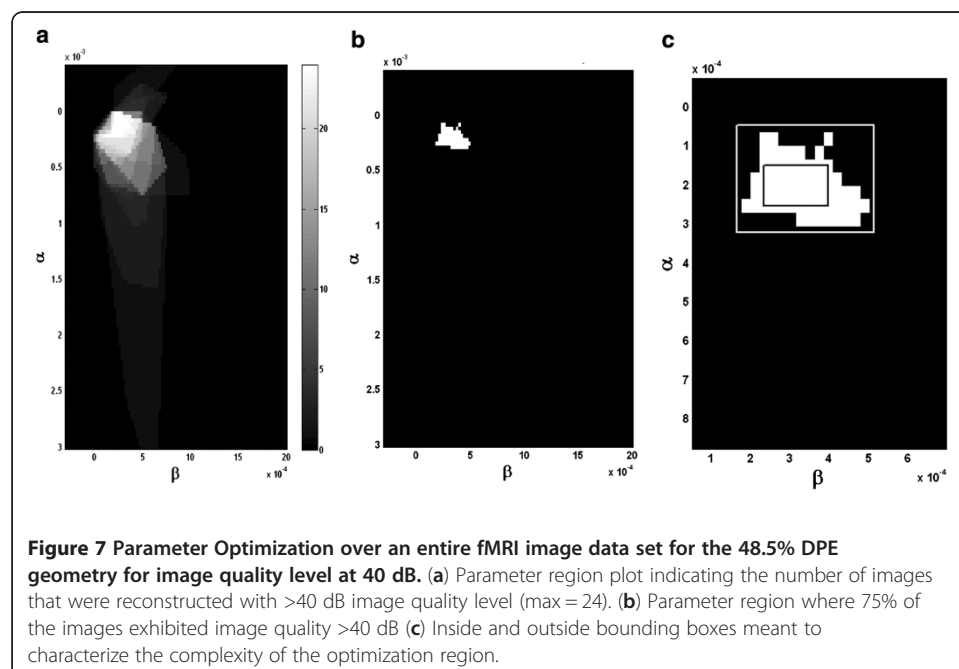 a
b
c
x 10⁻³
0
0.5
1
1.5
2
2.5
3
α
0
5
10
15
20
β
x 10⁻⁴
20
15
10
5
0
x 10⁻³
0
0.5
1
1.5
2
2.5
3
α
0
5
10
15
20
β
x 10⁻⁴
x 10⁻⁴
0
1
2
3
4
5
6
7
8
α
1
2
3
4
5
6
β
x 10⁻⁴
Figure 7 Parameter Optimization over an entire fMRI image data set for the 48.5% DPE
geometry for image quality level at 40 dB. (a) Parameter region plot indicating the number of images
that were reconstructed with >40 dB image quality level (max = 24). (b) Parameter region where 75% of
the images exhibited image quality >40 dB (c) Inside and outside bounding boxes meant to
characterize the complexity of the optimization region.